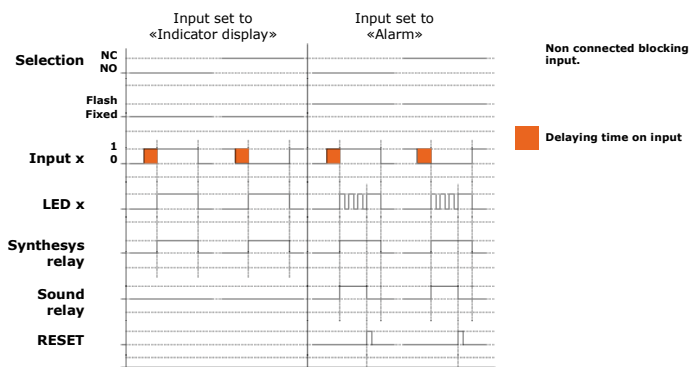 Input set to
«Indicator display»
Input set to
«Alarm»
Selection
NC
NO
Non connected blocking
input.
Flash
Fixed
Delaying time on input
Input x
1
0
LED x
Synthesys
relay
Sound
relay
RESET